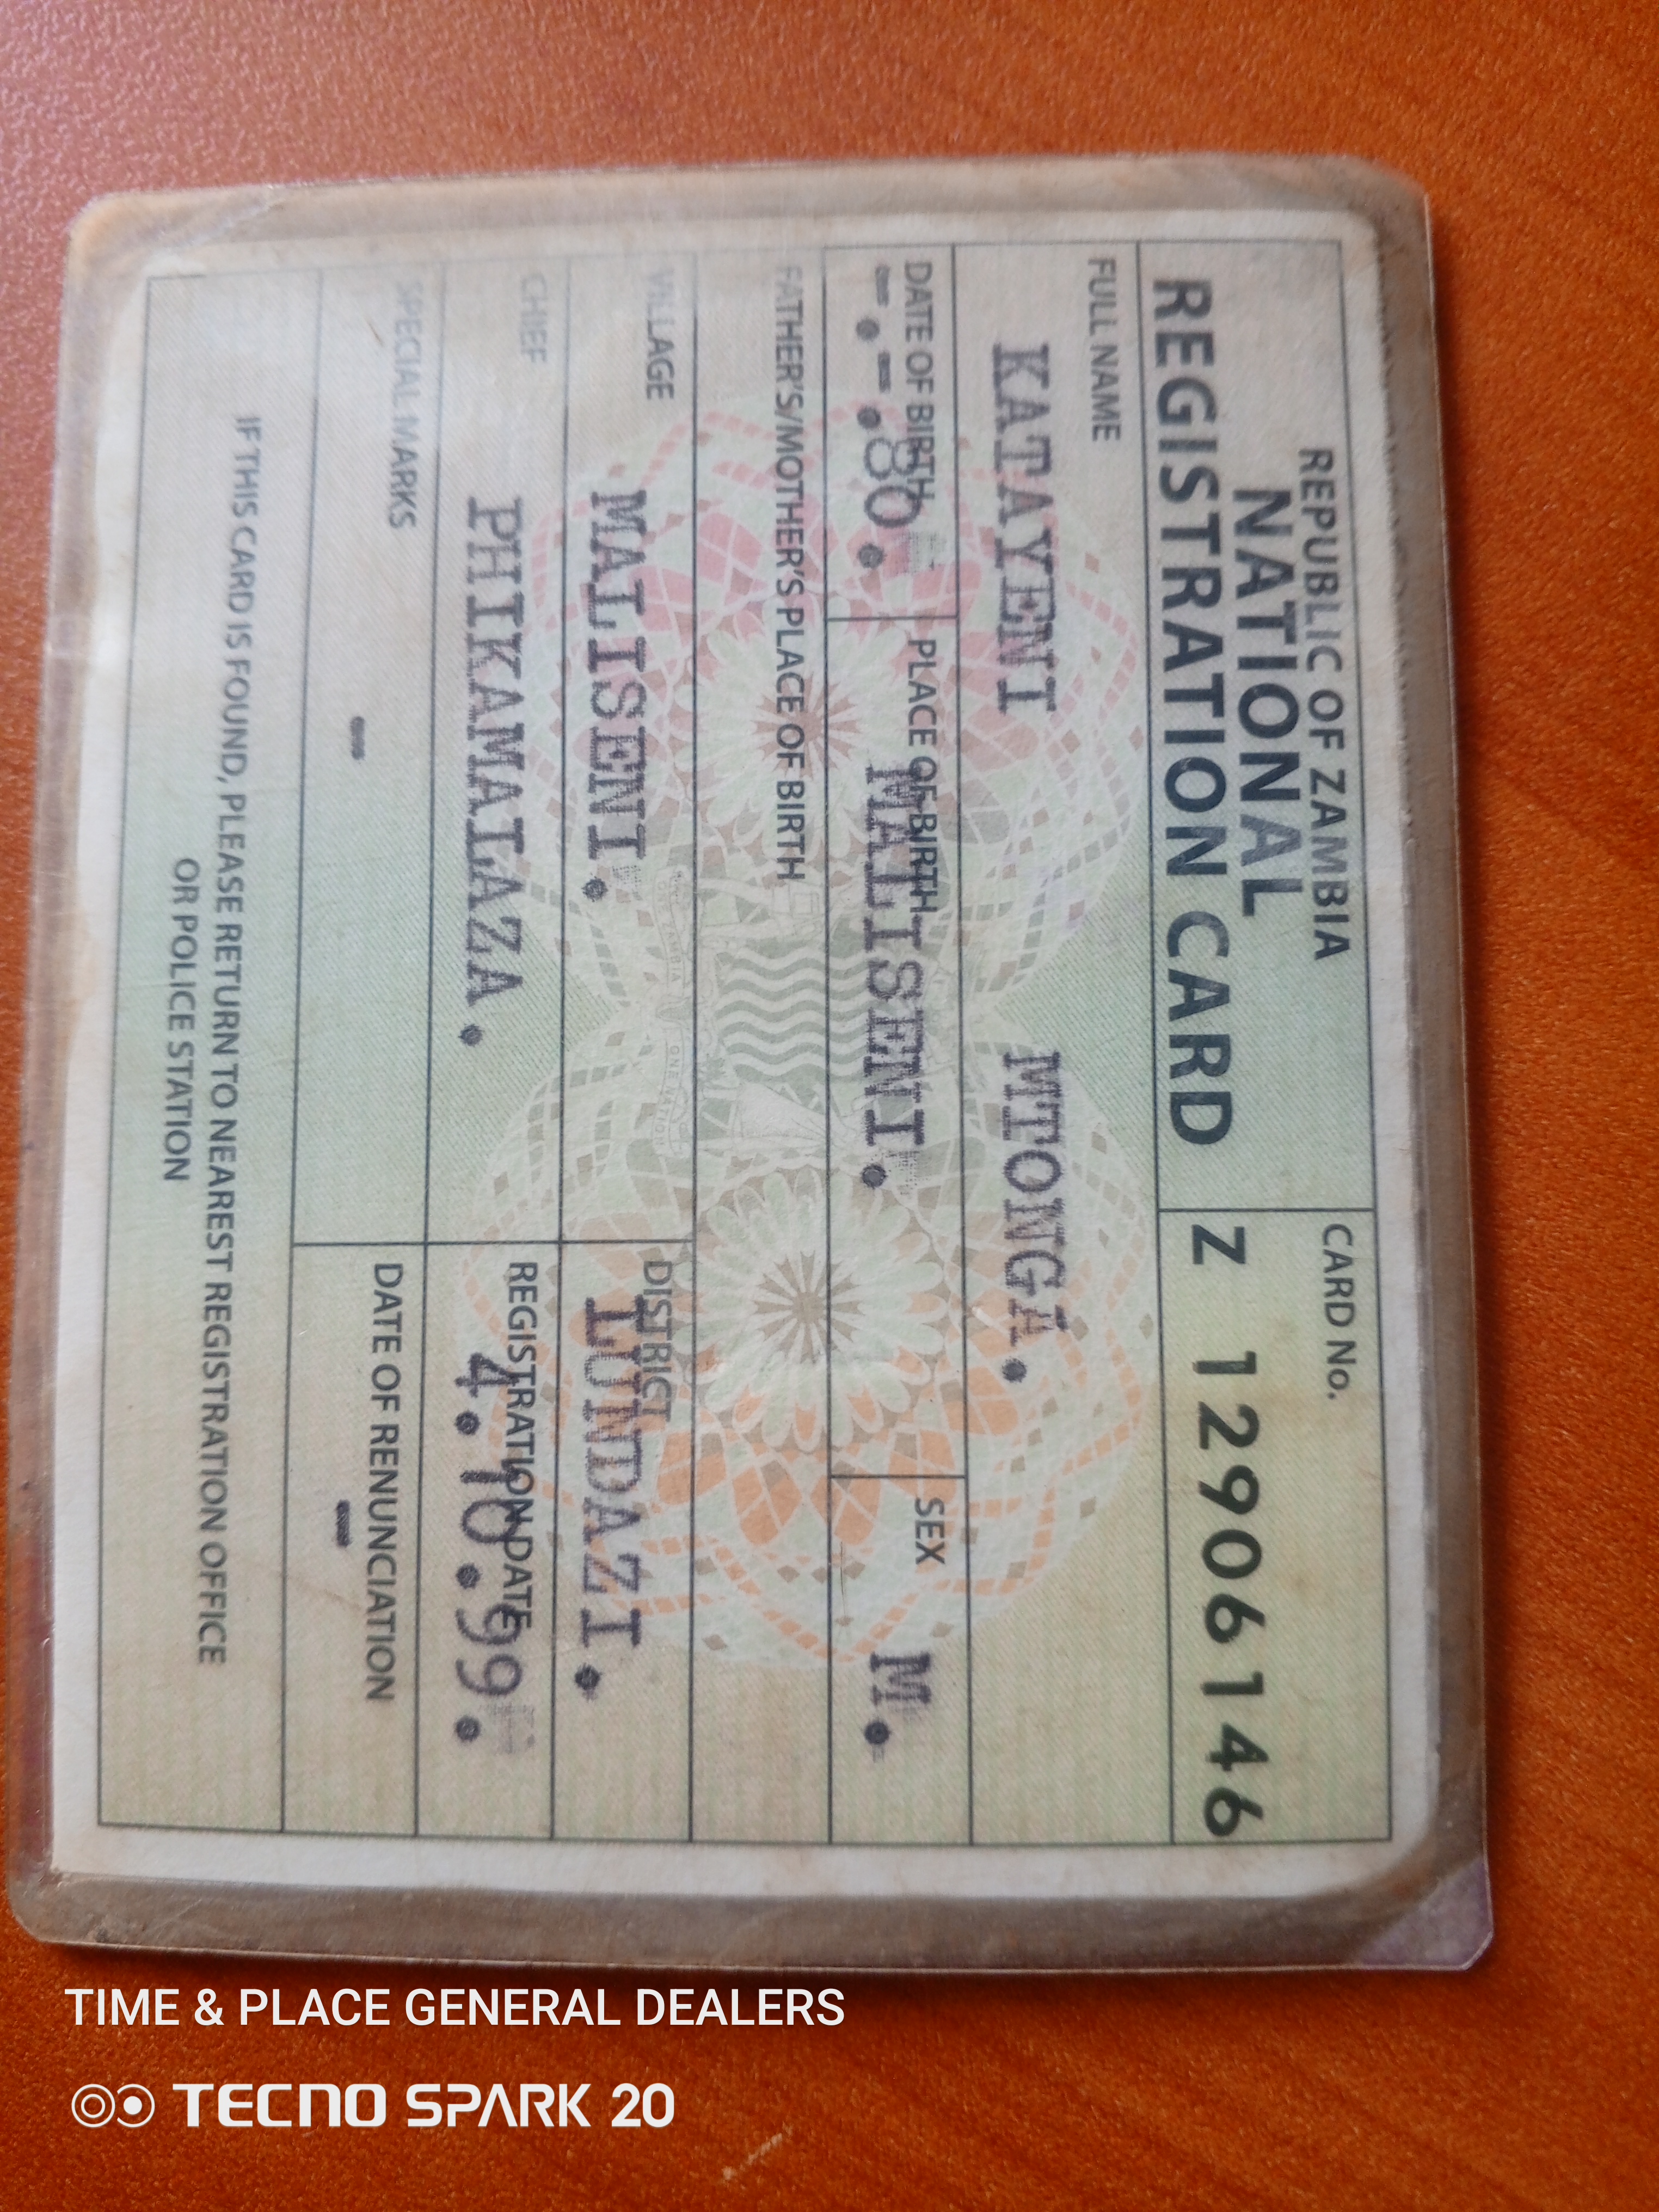 REPUBLIC OF ZAMBIA
NATIONAL
REGISTRATION CARD
CARD No.
Z 12906146
FULL NAME
KATAYENI MTONGA.
DATE OF BIRTH
-.-.80.
PLACE OF BIRTH
MALISENI.
SEX
M.
FATHER'S/MOTHER'S PLACE OF BIRTH
VILLAGE
MALISENI.
DISTRICT
LUNDAZI.
CHIEF
PHIKAMALAZA.
REGISTRATION DATE
4.10.99.
SPECIAL MARKS
-
DATE OF RENUNCIATION
-
IF THIS CARD IS FOUND, PLEASE RETURN TO NEAREST REGISTRATION OFFICE
OR POLICE STATION
TIME & PLACE GENERAL DEALERS
TECNO SPARK 20